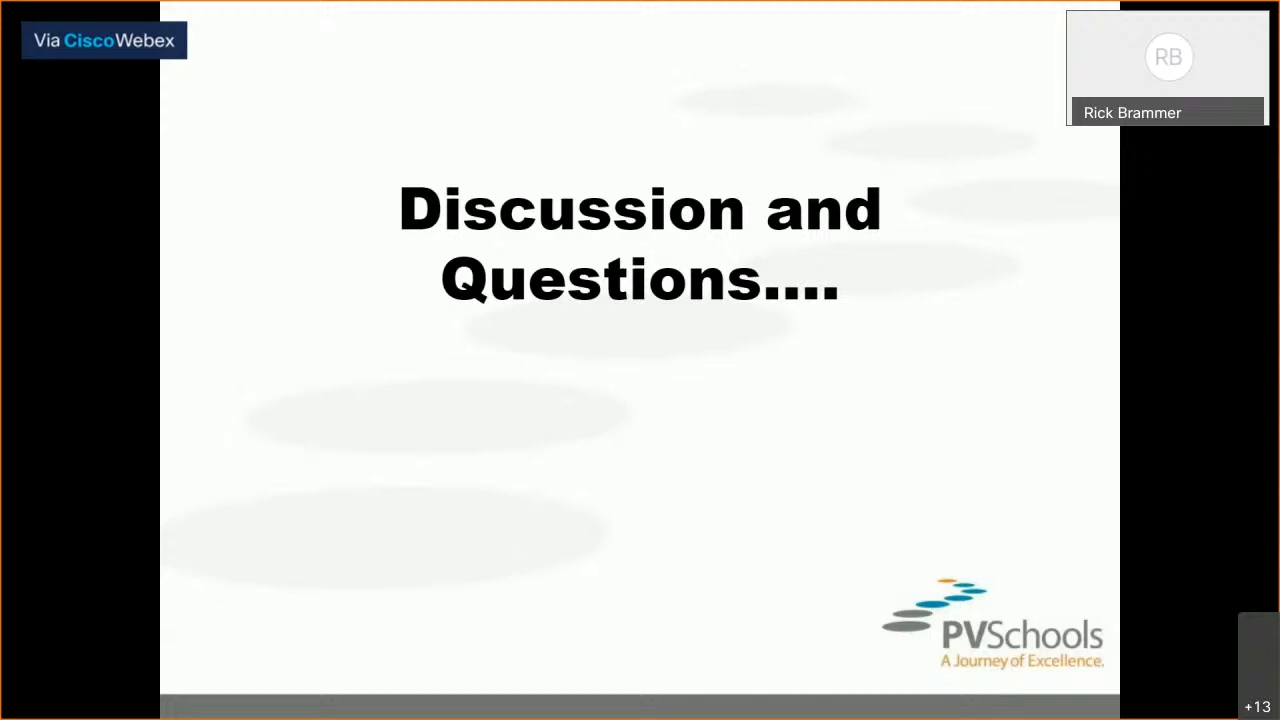 Via CiscoWebex
RB
Rick Brammer
Discussion and
Questions....
PVSchools
A Journey of Excellence.
+13